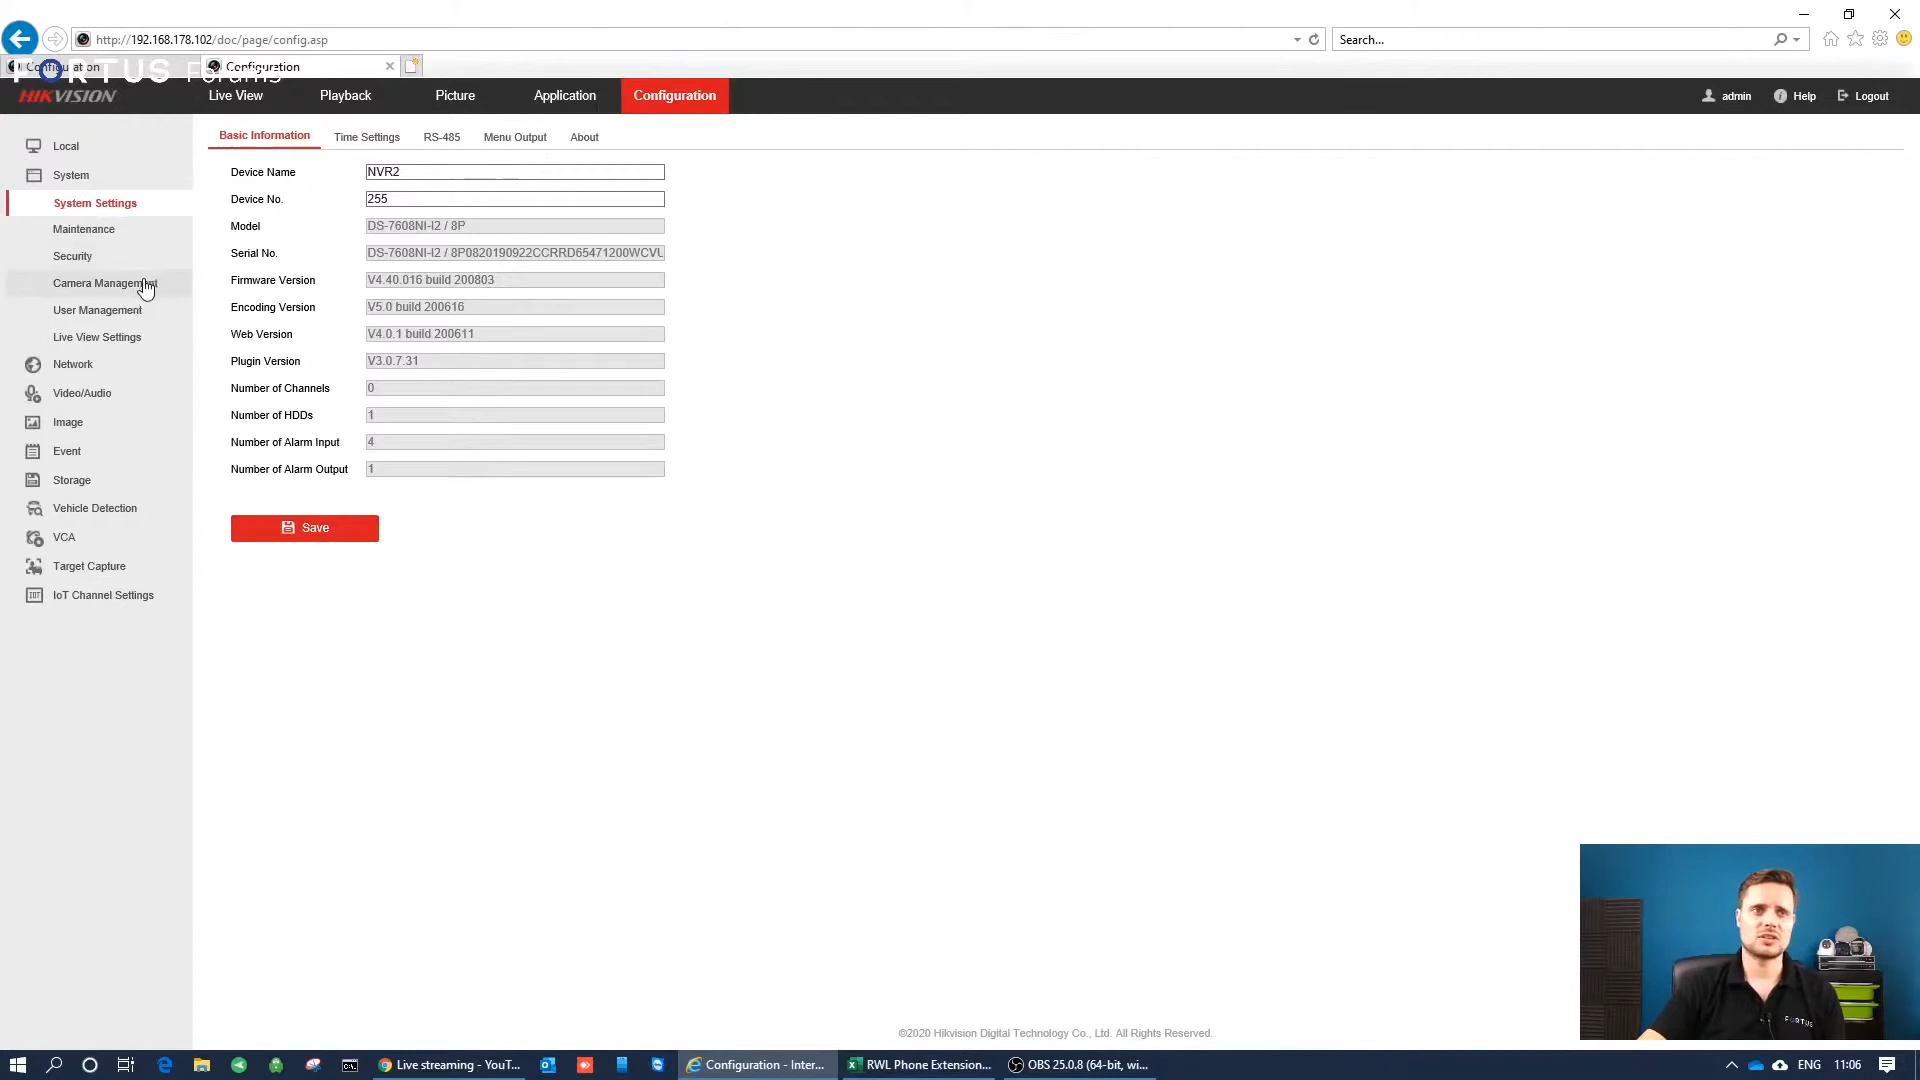 http://192.168.178.102/doc/page/config.asp
Search...
Configuration
Configuration
FORTUS Forums
HIKVISION
Live View
Playback
Picture
Application
Configuration
admin
Help
Logout
Local
System
System Settings
Maintenance
Security
Camera Management
User Management
Live View Settings
Network
Video/Audio
Image
Event
Storage
Vehicle Detection
VCA
Target Capture
IoT Channel Settings
Basic Information
Time Settings
RS-485
Menu Output
About
Device Name NVR2
Device No. 255
Model DS-7608NI-I2 / 8P
Serial No. DS-7608NI-I2 / 8P0820190922CCRRD65471200WCVU
Firmware Version V4.40.016 build 200803
Encoding Version V5.0 build 200616
Web Version V4.0.1 build 200611
Plugin Version V3.0.7.31
Number of Channels 0
Number of HDDs 1
Number of Alarm Input 4
Number of Alarm Output 1
Save
FORTUS
©2020 Hikvision Digital Technology Co., Ltd. All Rights Reserved.
Live streaming - YouT...
Configuration - Inter...
RWL Phone Extension...
OBS 25.0.8 (64-bit, wi...
ENG
11:06